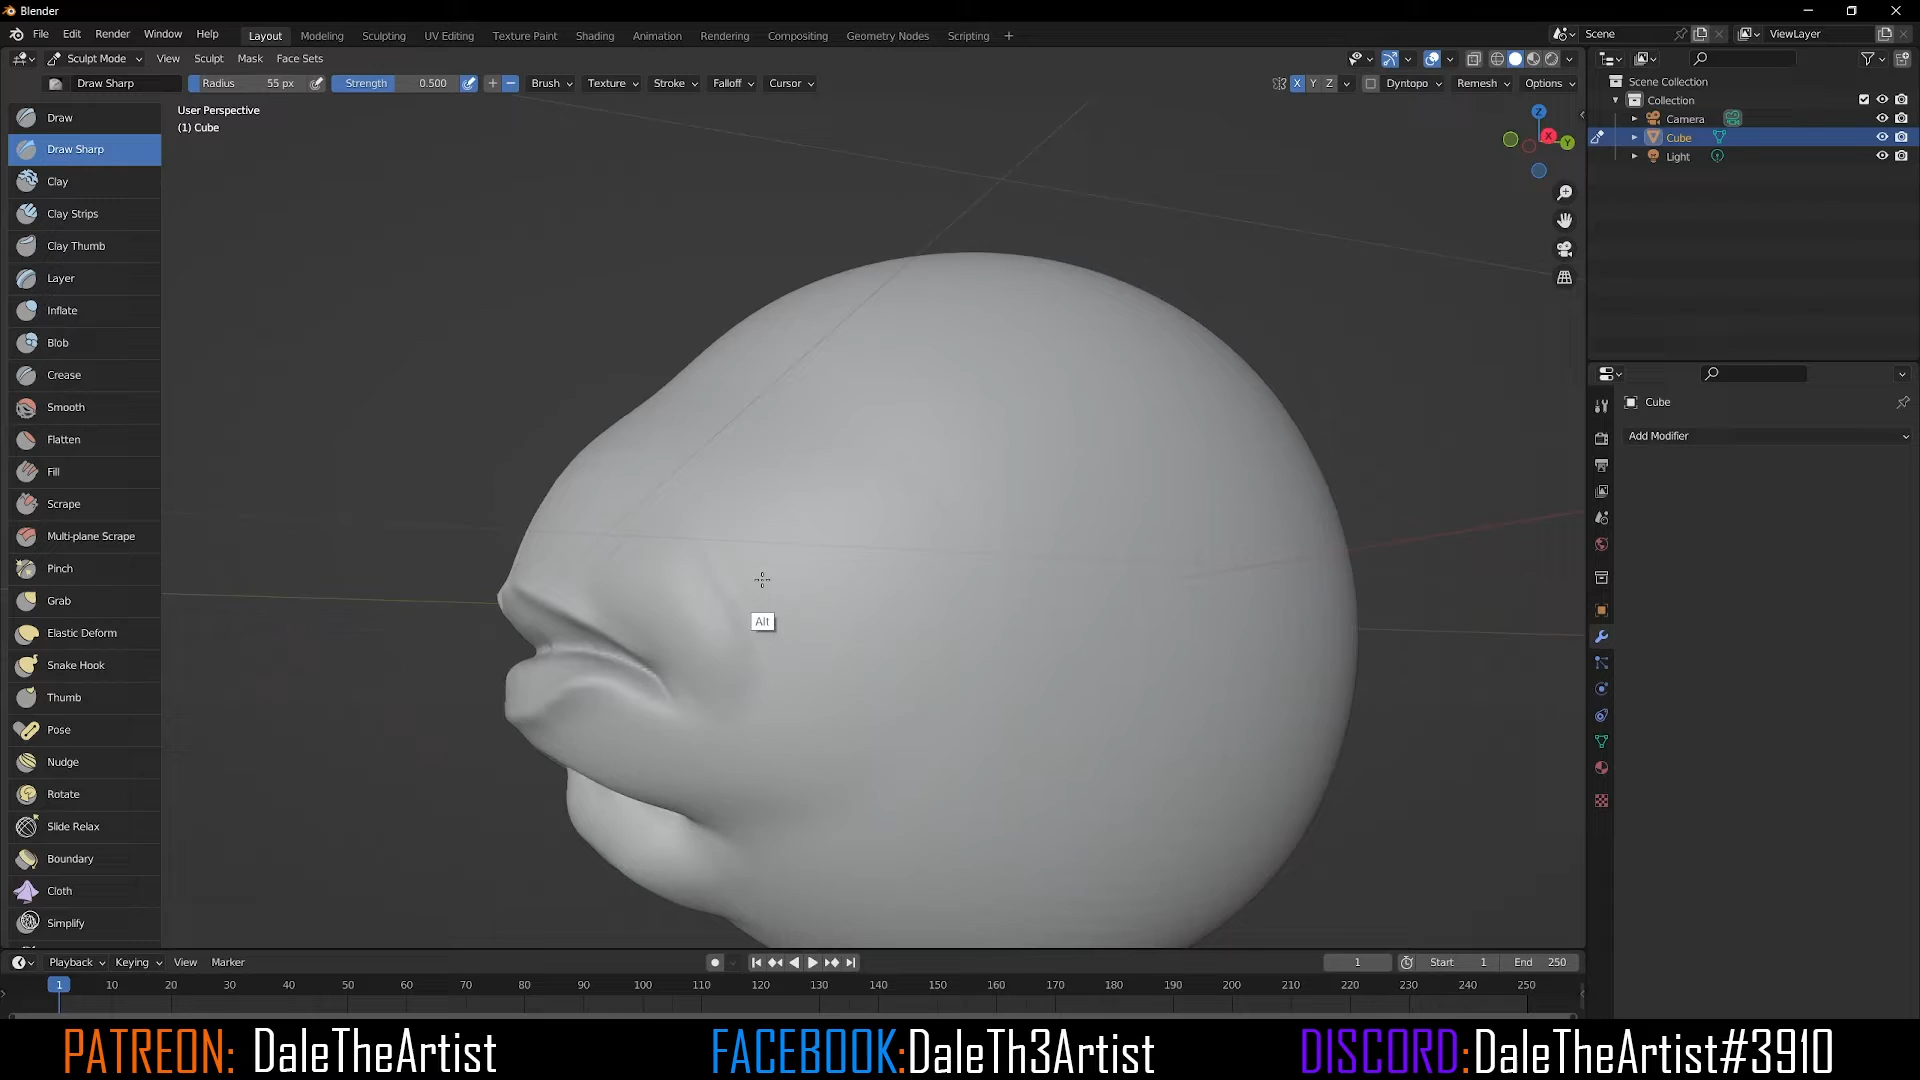 Blender
File Edit Render Window Help Layout Modeling Sculpting UV Editing Texture Paint Shading Animation Rendering Compositing Geometry Nodes Scripting + Scene ViewLayer
Sculpt Mode View Sculpt Mask Face Sets
Draw Sharp Radius 55 px Strength 0.500 Brush Texture Stroke Falloff Cursor X Y Z Dyntopo Remesh Options
User Perspective
(1) Cube
Draw
Draw Sharp
Clay
Clay Strips
Clay Thumb
Layer
Inflate
Blob
Crease
Smooth
Flatten
Fill
Scrape
Multi-plane Scrape
Pinch
Grab
Elastic Deform
Snake Hook
Thumb
Pose
Nudge
Rotate
Slide Relax
Boundary
Cloth
Simplify
Z
X
Y
Alt
Scene Collection
Collection
Camera
Cube
Light
Cube
Add Modifier
Playback Keying View Marker 1 Start 1 End 250
1 10 20 30 40 50 60 70 80 90 100 110 120 130 140 150 160 170 180 190 200 210 220 230 240 250
PATREON: DaleTheArtist FACEBOOK:DaleTh3Artist DISCORD:DaleTheArtist#3910